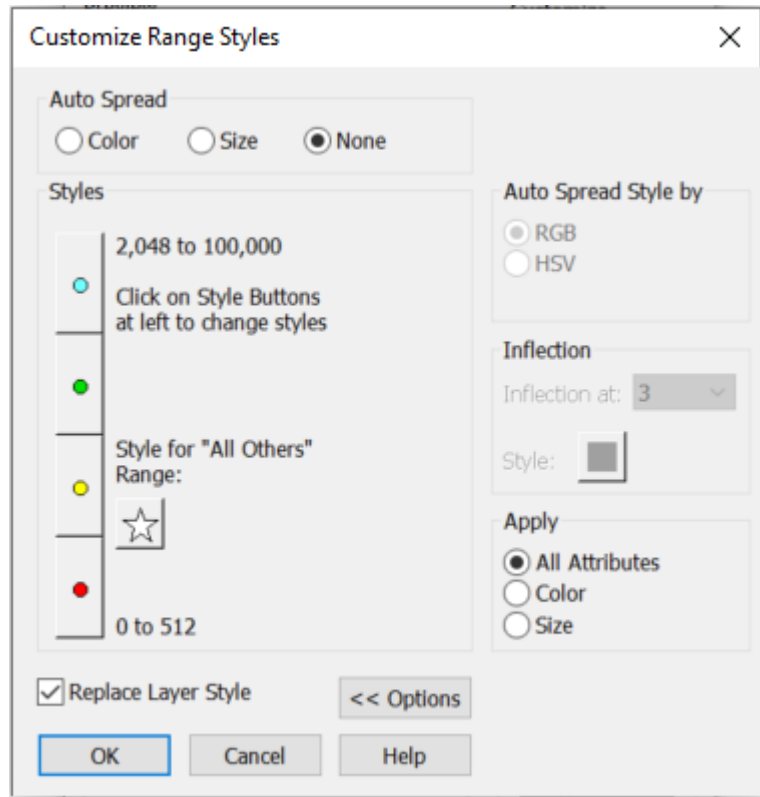 Customize Range Styles
Auto Spread
Color
Size
None
Styles
2,048 to 100,000
Click on Style Buttons
at left to change styles
Style for "All Others"
Range:
0 to 512
Auto Spread Style by
RGB
HSV
Inflection
Inflection at: 3
Style:
Apply
All Attributes
Color
Size
Replace Layer Style
<< Options
OK
Cancel
Help